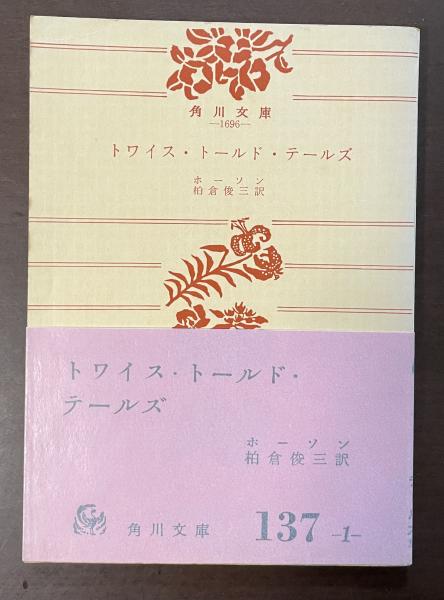 角川文庫
—1696—
トワイス・トールド・テールズ
ホーソン
柏倉俊三訳
トワイス・トールド・
テールズ
ホーソン
柏倉俊三訳
角川文庫 137 -1-